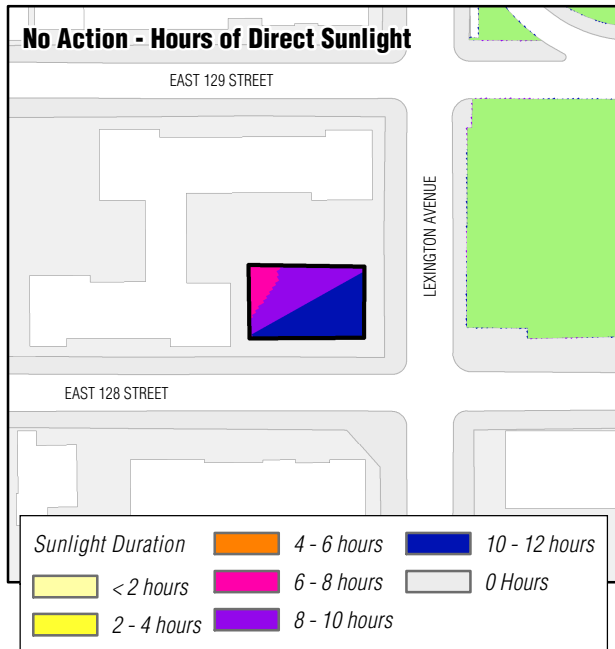 No Action - Hours of Direct Sunlight
EAST 129 STREET
LEXINGTON AVENUE
EAST 128 STREET
Sunlight Duration
< 2 hours
2 - 4 hours
4 - 6 hours
6 - 8 hours
8 - 10 hours
10 - 12 hours
0 Hours